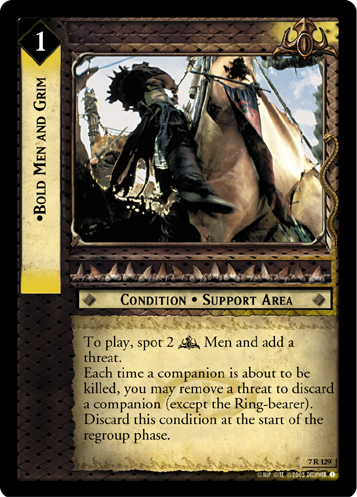 1
•Bold Men and Grim
Condition • Support Area
To play, spot 2 Men and add a
threat.
Each time a companion is about to be
killed, you may remove a threat to discard
a companion (except the Ring-bearer).
Discard this condition at the start of the
regroup phase.
7 R 129